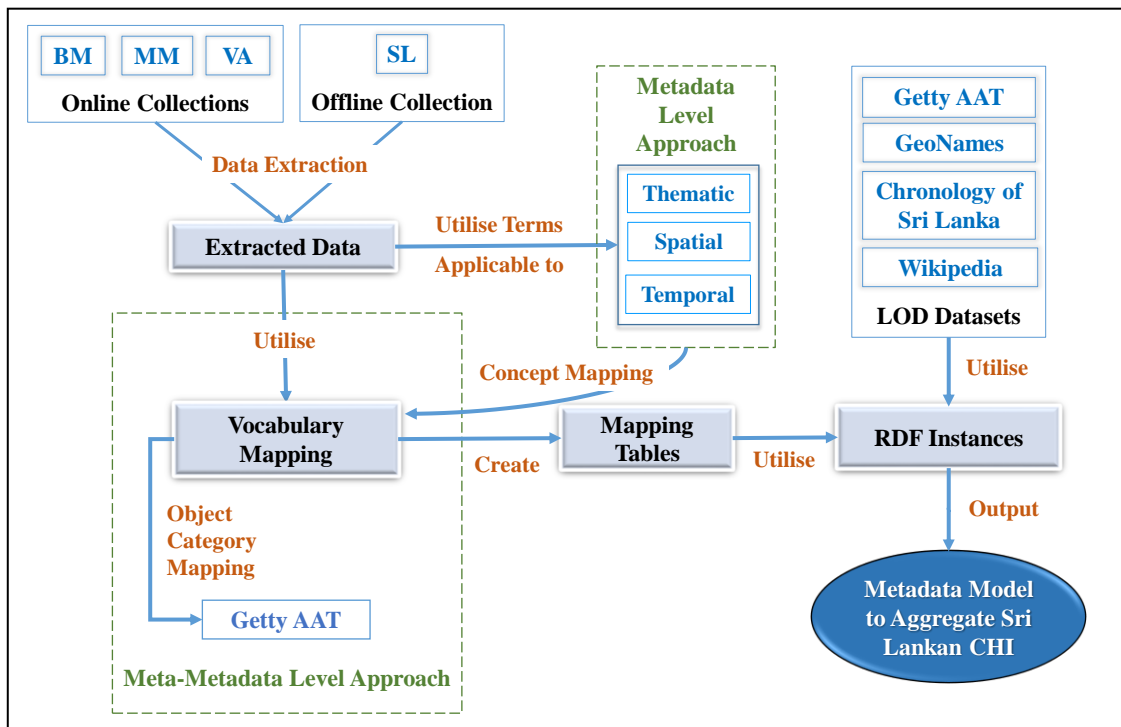 BM MM VA
Online Collections
SL
Offline Collection
Data Extraction
Extracted Data
Utilise Terms
Applicable to
Metadata
Level
Approach
Thematic
Spatial
Temporal
Getty AAT
GeoNames
Chronology of
Sri Lanka
Wikipedia
LOD Datasets
Utilise
Utilise
Concept Mapping
Vocabulary
Mapping
Create
Mapping
Tables
Utilise
RDF Instances
Object
Category
Mapping
Getty AAT
Meta-Metadata Level Approach
Output
Metadata Model
to Aggregate Sri
Lankan CHI